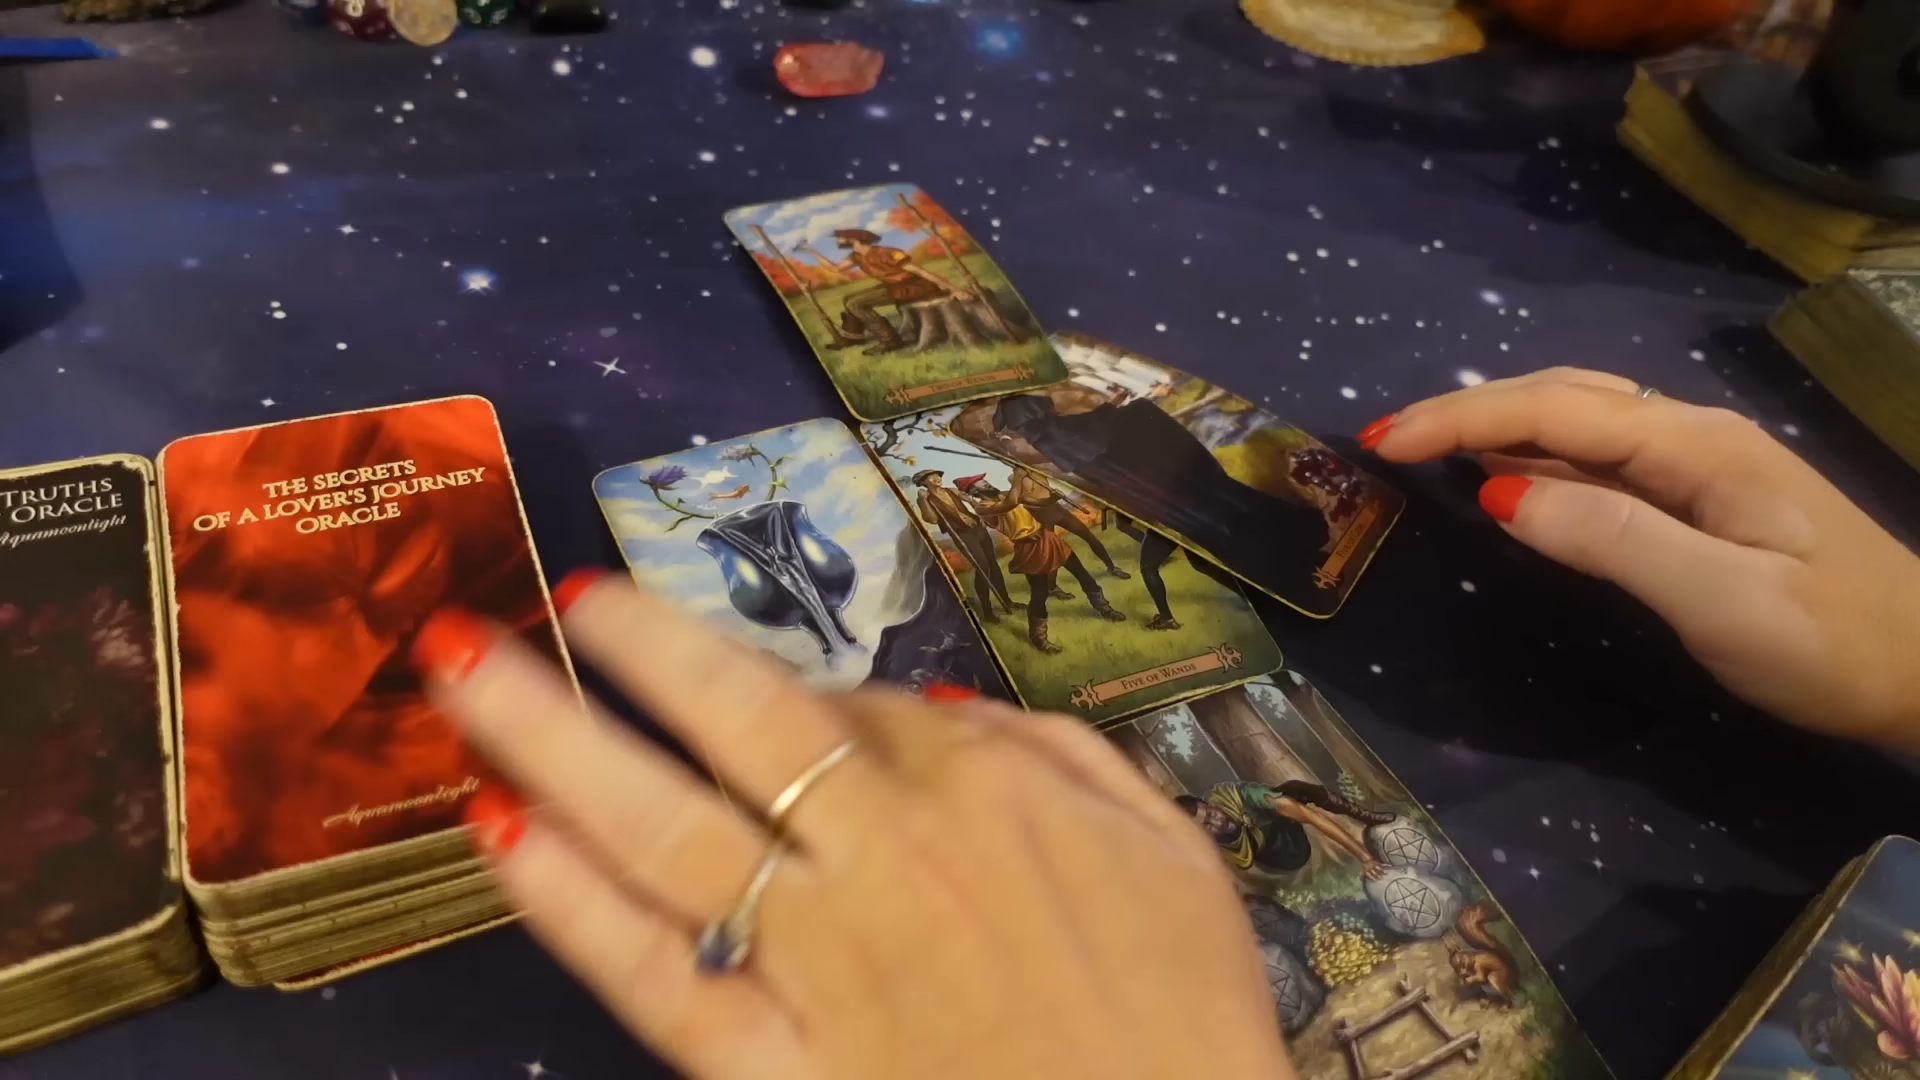 TRUTHS
ORACLE
Aquamoonlight
THE SECRETS
OF A LOVER'S JOURNEY
ORACLE
Aquamoonlight
FIVE OF WANDS